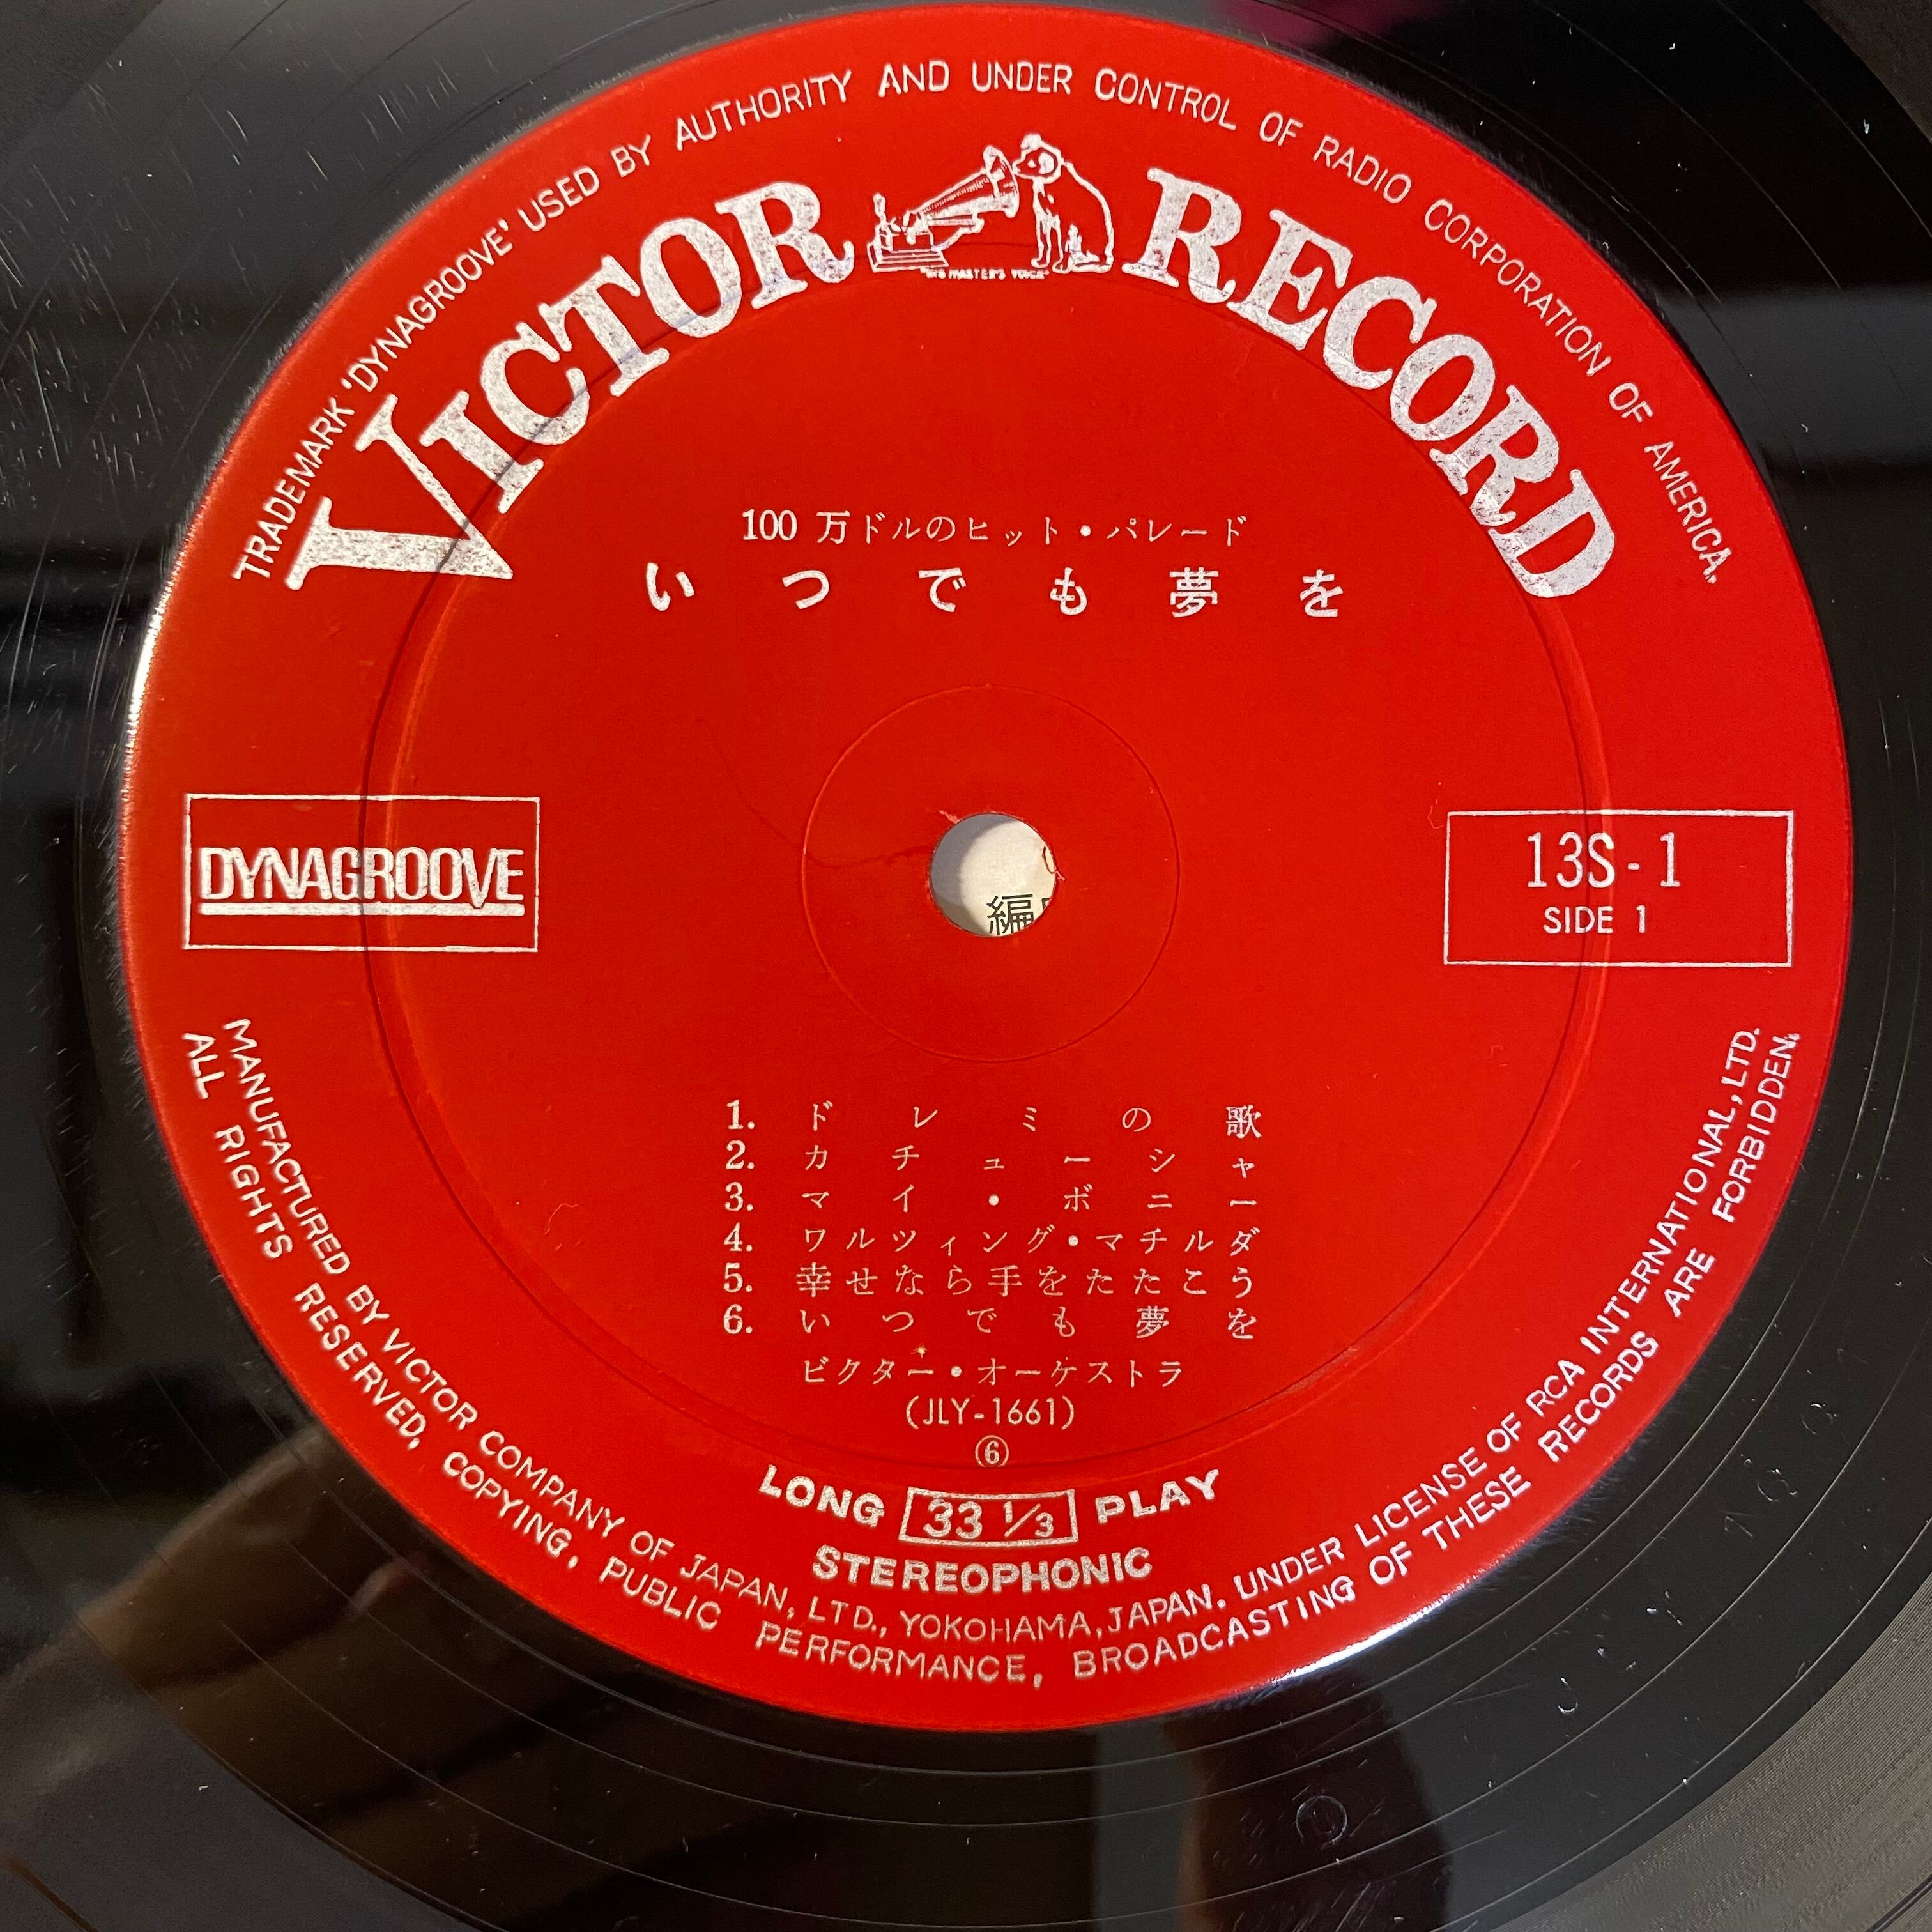 TRADEMARK 'DYNAGROOVE' USED BY AUTHORITY AND UNDER CONTROL OF RADIO CORPORATION OF AMERICA.
VICTOR RECORD
"HIS MASTER'S VOICE"
100 万ドルのヒット・パレード
いつでも夢を
DYNAGROOVE
13S-1
SIDE 1
編
1. ドレミの歌
2. カチューシャ
3. マイ・ボニー
4. ワルツィング・マチルダ
5. 幸せなら手をたたこう
6. いつでも夢を
ビクター・オーケストラ
(JLY-1661)
⑥
LONG 33 1/3 PLAY
STEREOPHONIC
MANUFACTURED BY VICTOR COMPANY OF JAPAN, LTD., YOKOHAMA, JAPAN. UNDER LICENSE OF RCA INTERNATIONAL, LTD.
ALL RIGHTS RESERVED, COPYING, PUBLIC PERFORMANCE, BROADCASTING OF THESE RECORDS ARE FORBIDDEN.